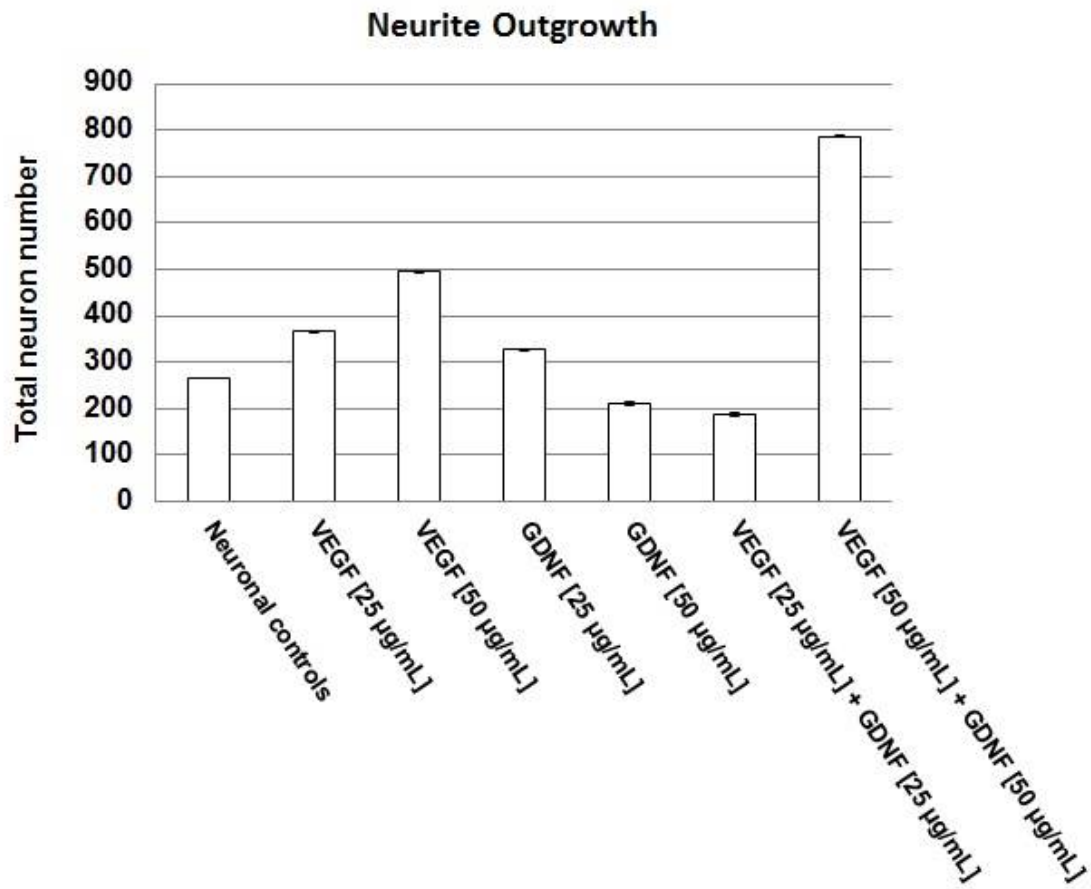 Neurite Outgrowth
Total neuron number
900
800
700
600
500
400
300
200
100
0
Neuronal controls
VEGF [25 µg/mL]
VEGF [50 µg/mL]
GDNF [25 µg/mL]
GDNF [50 µg/mL]
VEGF [25 µg/mL] + GDNF [25 µg/mL]
VEGF [50 µg/mL] + GDNF [50 µg/mL]